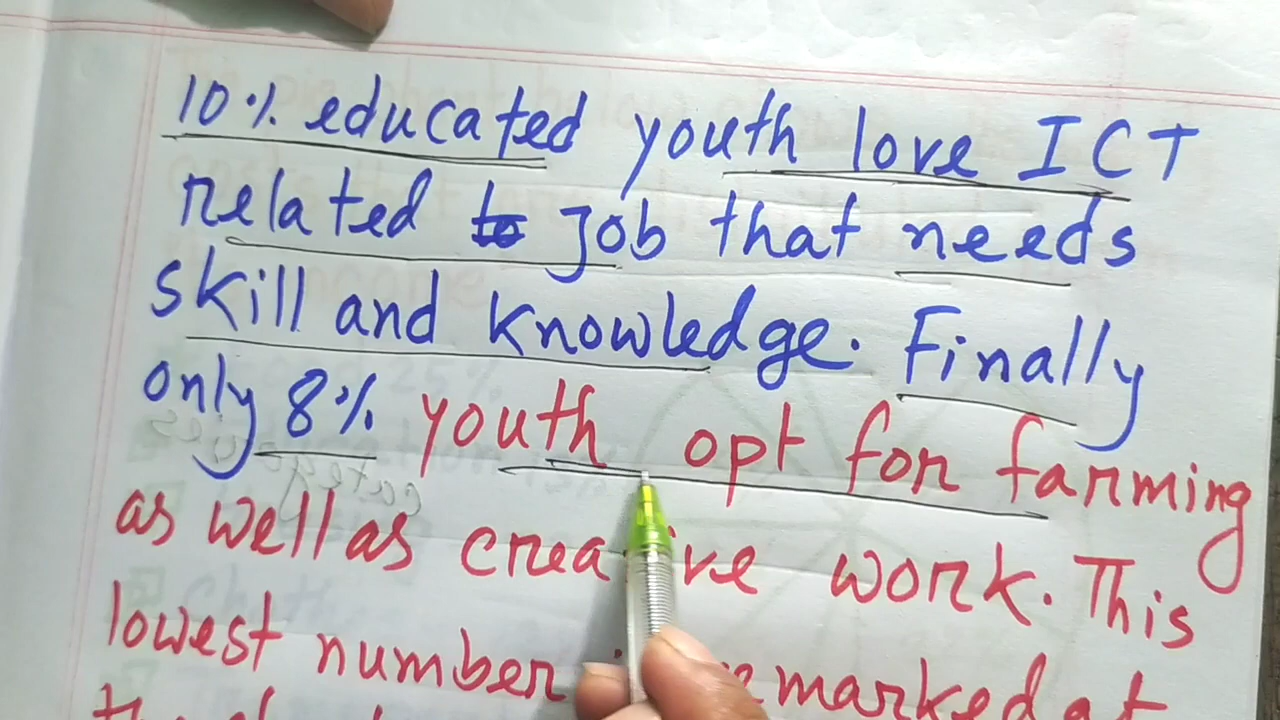 10% educated youth love ICT
related to Job that needs
skill and knowledge. Finally
only 8% youth opt for farming
as well as work. This
lowest number at